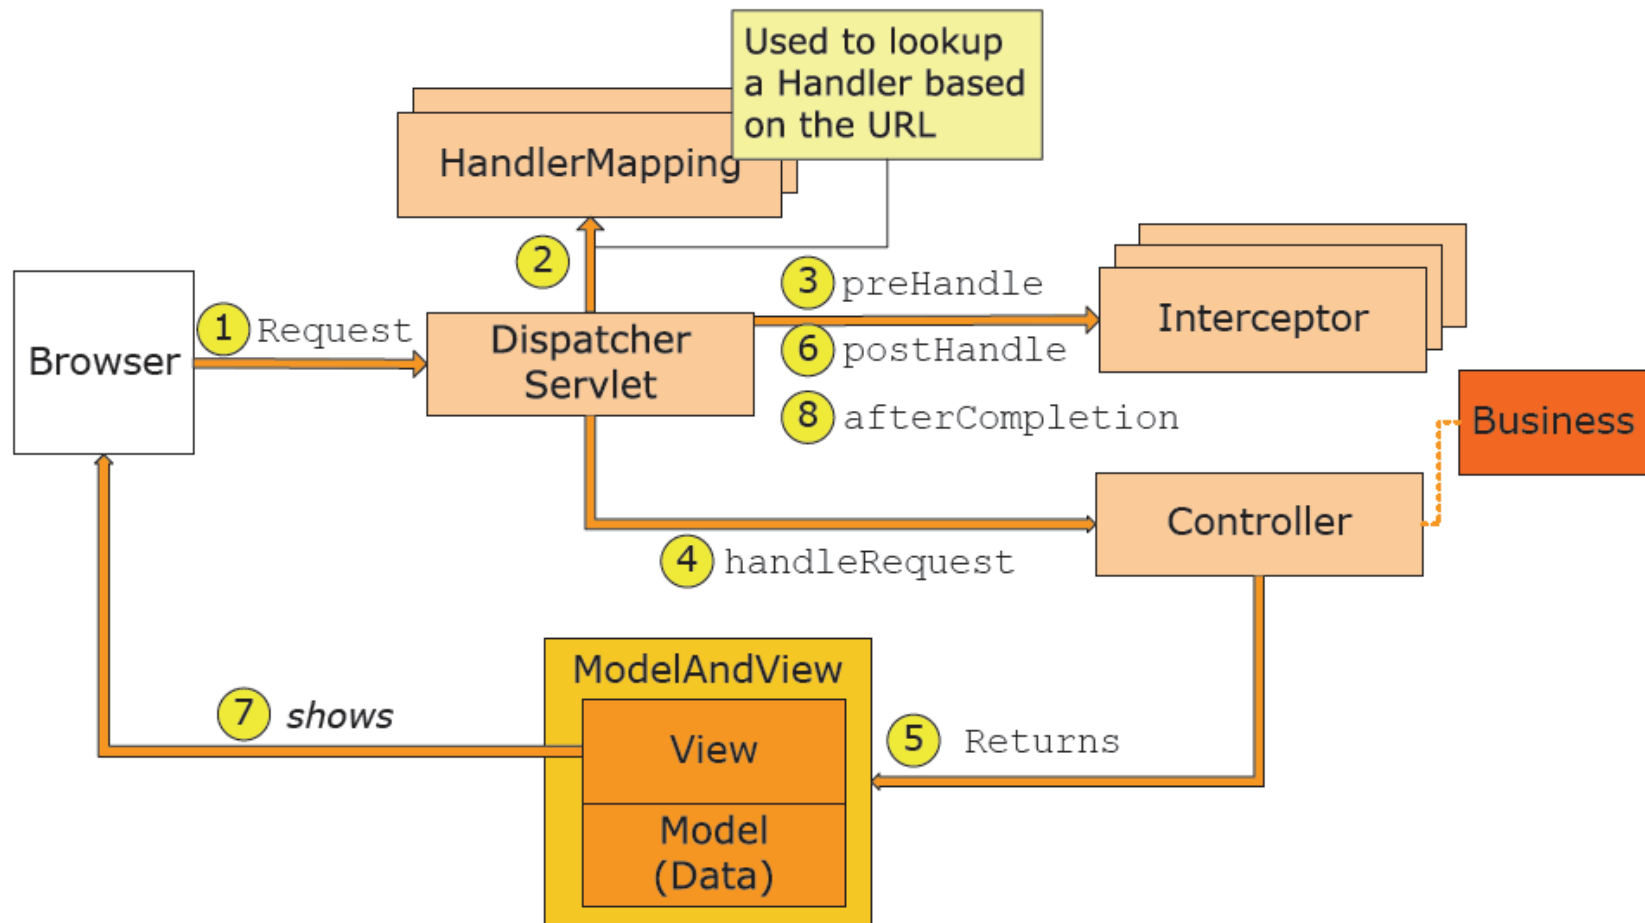 Used to lookup
a Handler based
on the URL
HandlerMapping
2
3 preHandle
Interceptor
1 Request
Browser
Dispatcher
Servlet
6 postHandle
8 afterCompletion
Business
Controller
4 handleRequest
ModelAndView
7 shows
View
5 Returns
Model
(Data)